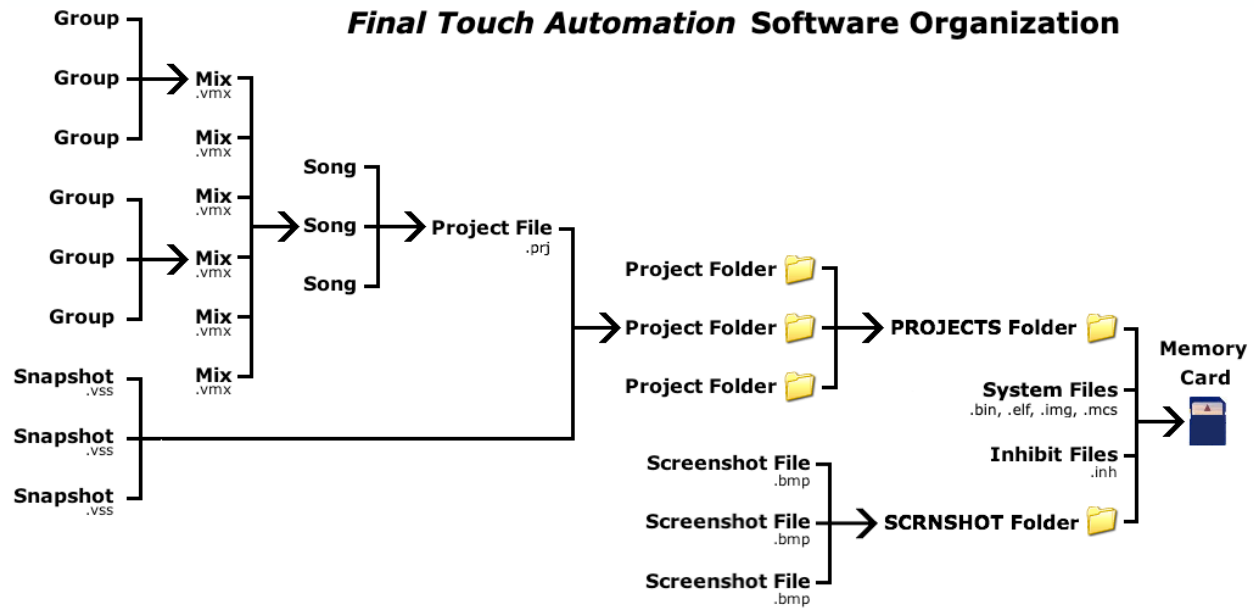 Final Touch Automation Software Organization
Group
Group
Group
Mix
.vmx
Mix
.vmx
Group
Group
Group
Mix
.vmx
Mix
.vmx
Mix
.vmx
Mix
.vmx
Song
Song
Song
Project File
.prj
Snapshot
.vss
Snapshot
.vss
Snapshot
.vss
Project Folder
Project Folder
Project Folder
PROJECTS Folder
System Files
.bin, .elf, .img, .mcs
Inhibit Files
.inh
Screenshot File
.bmp
Screenshot File
.bmp
Screenshot File
.bmp
SCRNSHOT Folder
Memory
Card